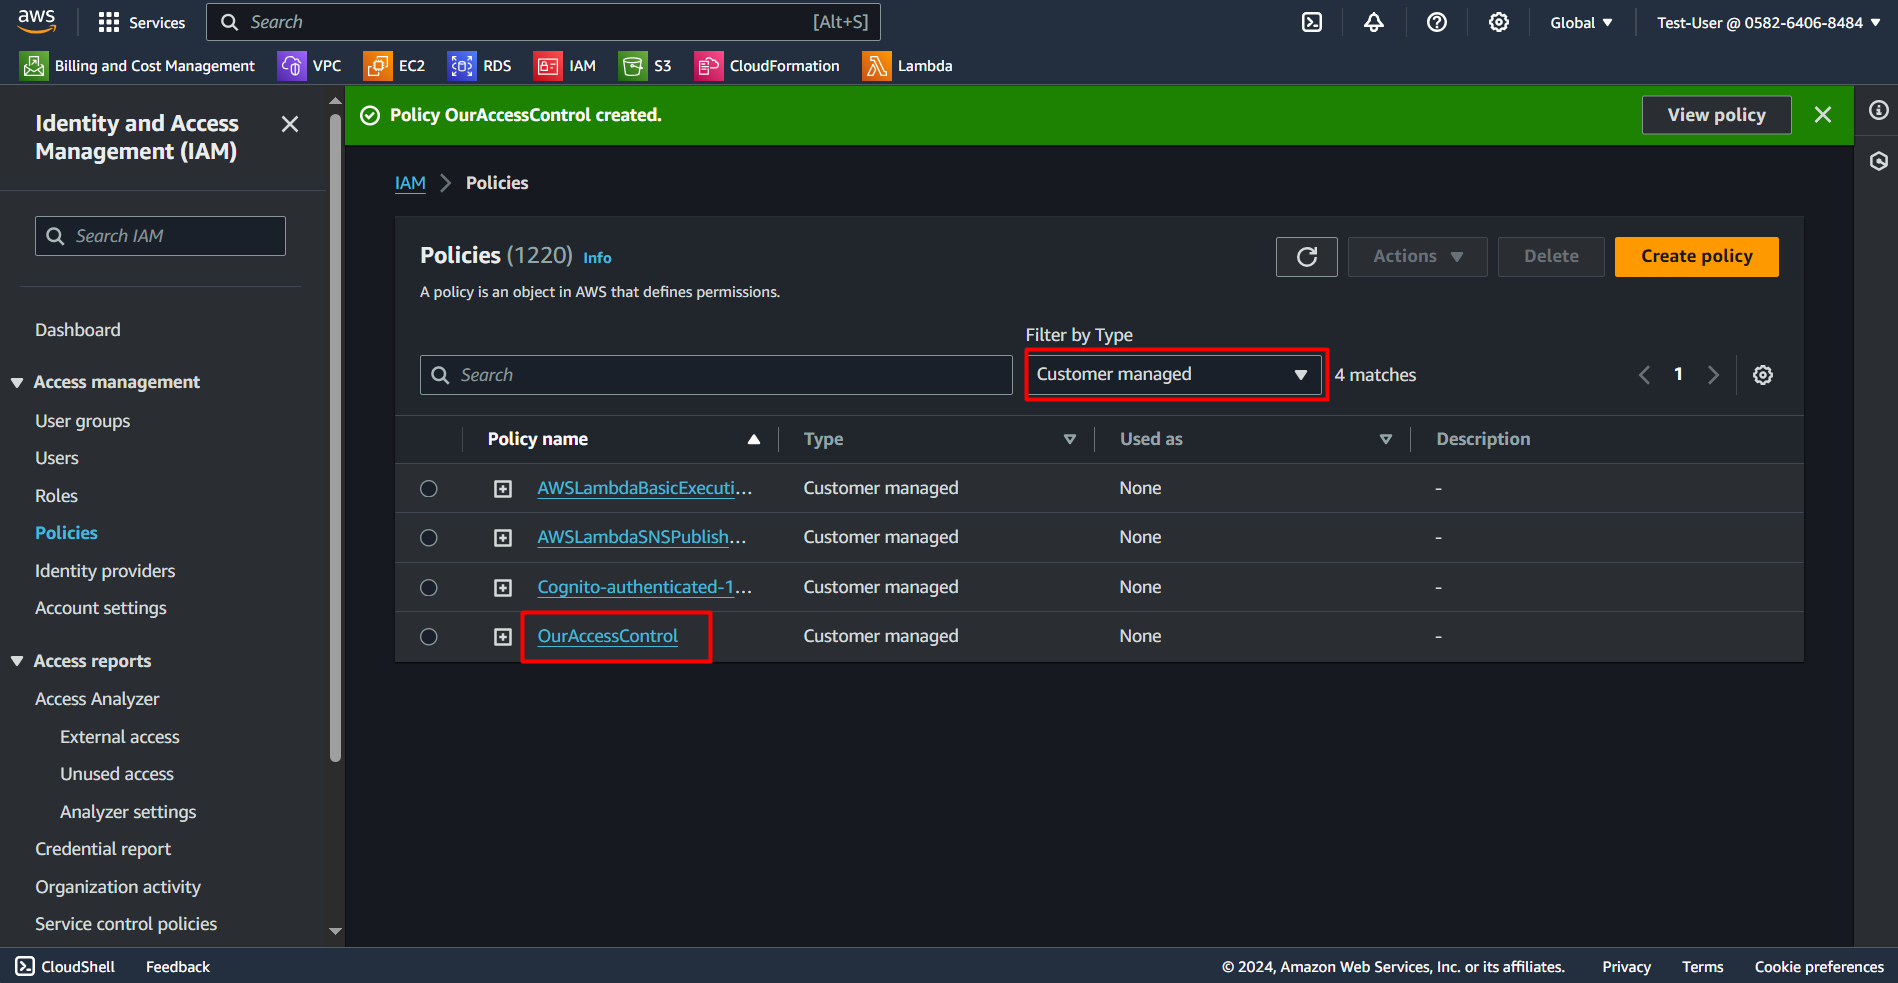 aws
Services
Search [Alt+S]
Global
Test-User @ 0582-6406-8484
Billing and Cost Management
VPC
EC2
RDS
IAM
S3
CloudFormation
Lambda
Identity and Access
Management (IAM)
Search IAM
Dashboard
Access management
User groups
Users
Roles
Policies
Identity providers
Account settings
Access reports
Access Analyzer
External access
Unused access
Analyzer settings
Credential report
Organization activity
Service control policies
Policy OurAccessControl created.
View policy
IAM > Policies
Policies (1220) Info
A policy is an object in AWS that defines permissions.
Actions
Delete
Create policy
Filter by Type
Search
Customer managed
4 matches
1
Policy name Type Used as Description
AWSLambdaBasicExecuti... Customer managed None -
AWSLambdaSNSPublish... Customer managed None -
Cognito-authenticated-1... Customer managed None -
OurAccessControl Customer managed None -
CloudShell
Feedback
© 2024, Amazon Web Services, Inc. or its affiliates.
Privacy
Terms
Cookie preferences